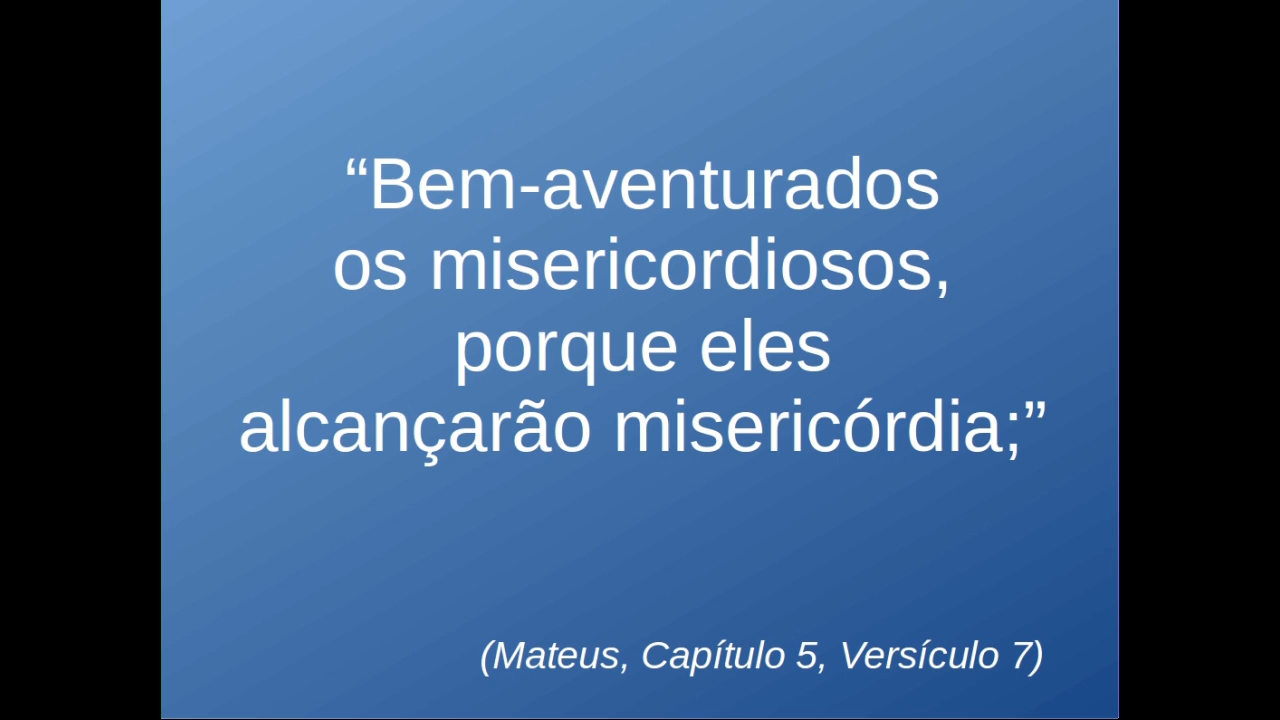 “Bem-aventurados
os misericordiosos,
porque eles
alcançarão misericórdia;”
(Mateus, Capítulo 5, Versículo 7)